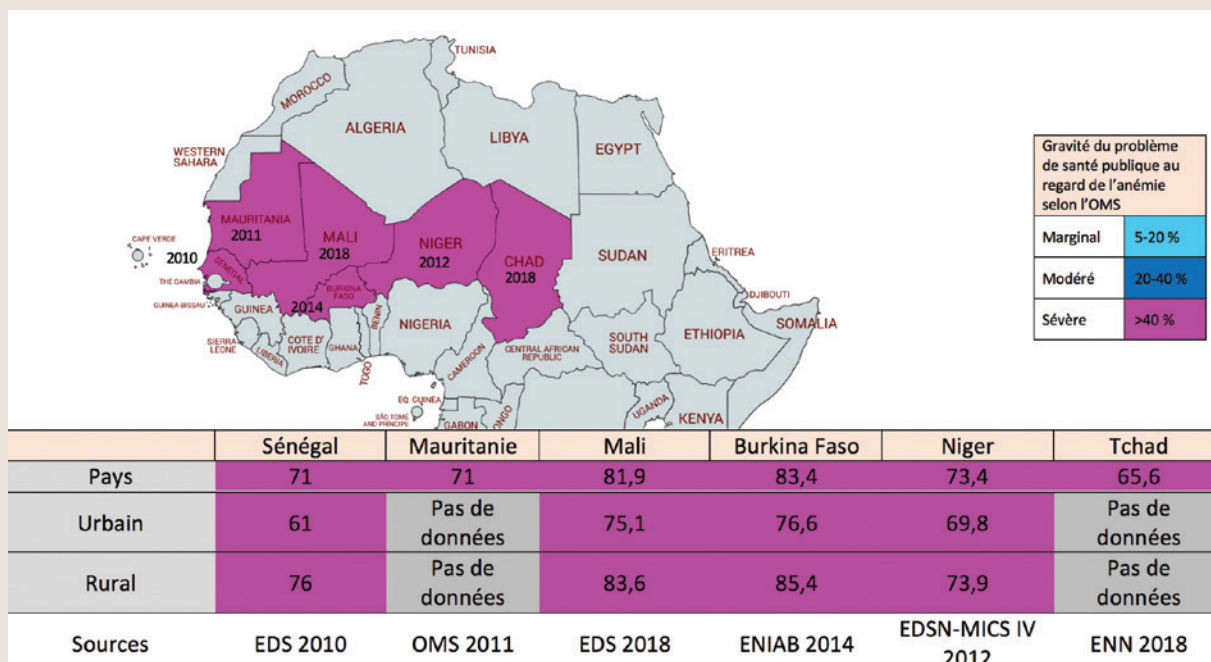 TUNISIA
MOROCCO
ALGERIA
LIBYA
EGYPT
WESTERN
SAHARA
MAURITANIA
2011
MALI
2018
NIGER
2012
CHAD
2018
SUDAN
ERITREA
CAPE VERDE
2010
SENEGAL
THE GAMBIA
GUINEA-BISSAU
BURKINA
FASO
2014
DJIBOUTI
GUINEA
SIERRA
LEONE
LIBERIA
COTE D'
IVOIRE
GHANA
TOGO
BENIN
NIGERIA
CAMEROON
CENTRAL AFRICAN
REPUBLIC
SOUTH
SUDAN
ETHIOPIA
SOMALIA
EQ. GUINEA
SÃO TOME
AND PRINCIPE
GABON
ONGO
UGANDA
KENYA
Gravité du problème
de santé publique au
regard de l'anémie
selon l'OMS
Marginal 5-20 %
Modéré 20-40 %
Sévère >40 %
Sénégal Mauritanie Mali Burkina Faso Niger Tchad
Pays 71 71 81,9 83,4 73,4 65,6
Urbain 61 Pas de données 75,1 76,6 69,8 Pas de données
Rural 76 Pas de données 83,6 85,4 73,9 Pas de données
Sources EDS 2010 OMS 2011 EDS 2018 ENIAB 2014 EDSN-MICS IV 2012 ENN 2018